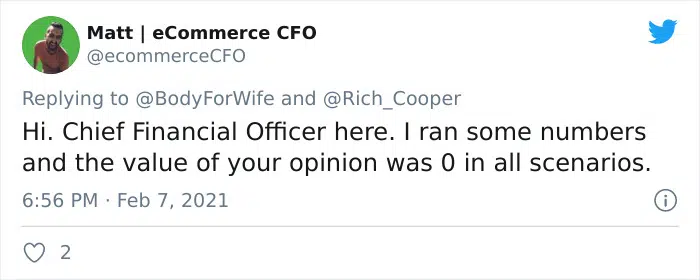 Matt | eCommerce CFO
@ecommerceCFO
Replying to @BodyForWife and @Rich_Cooper
Hi. Chief Financial Officer here. I ran some numbers
and the value of your opinion was 0 in all scenarios.
6:56 PM · Feb 7, 2021
2